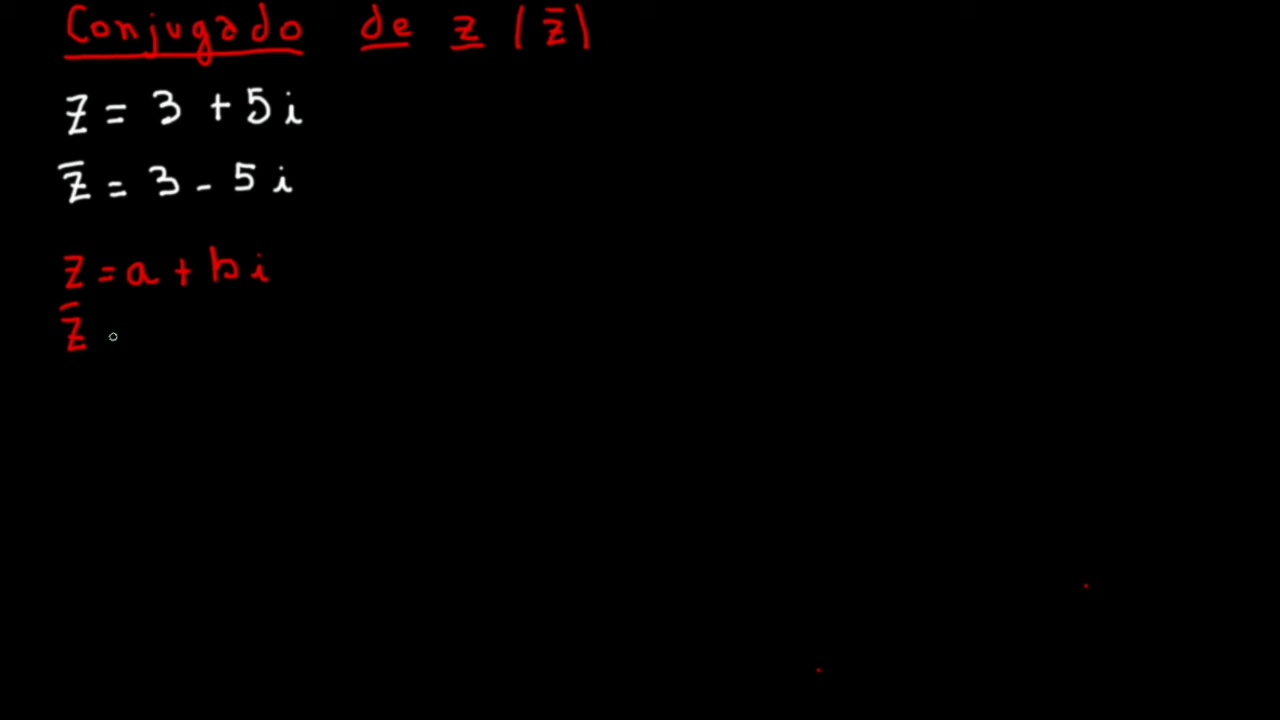 Conjugado de z (z̄)
z = 3 + 5i
z̄ = 3 - 5i
z = a + bi
z̄